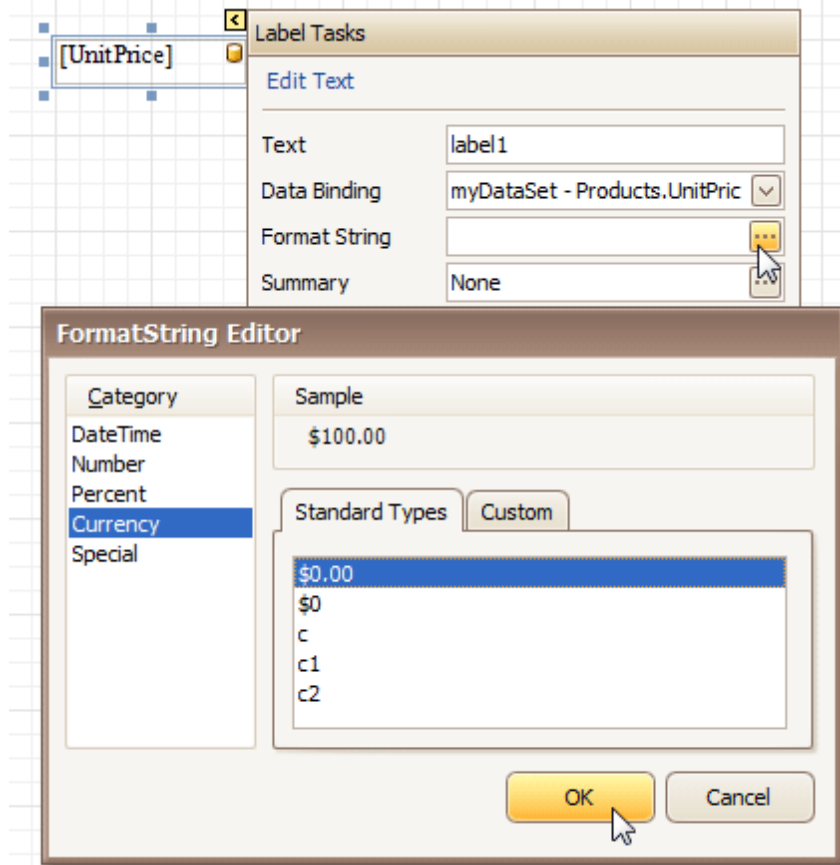 [UnitPrice]
Label Tasks
Edit Text
Text label1
Data Binding myDataSet - Products.UnitPric
Format String
Summary None
FormatString Editor
Category
DateTime
Number
Percent
Currency
Special
Sample
$100.00
Standard Types Custom
$0.00
$0
c
c1
c2
OK Cancel